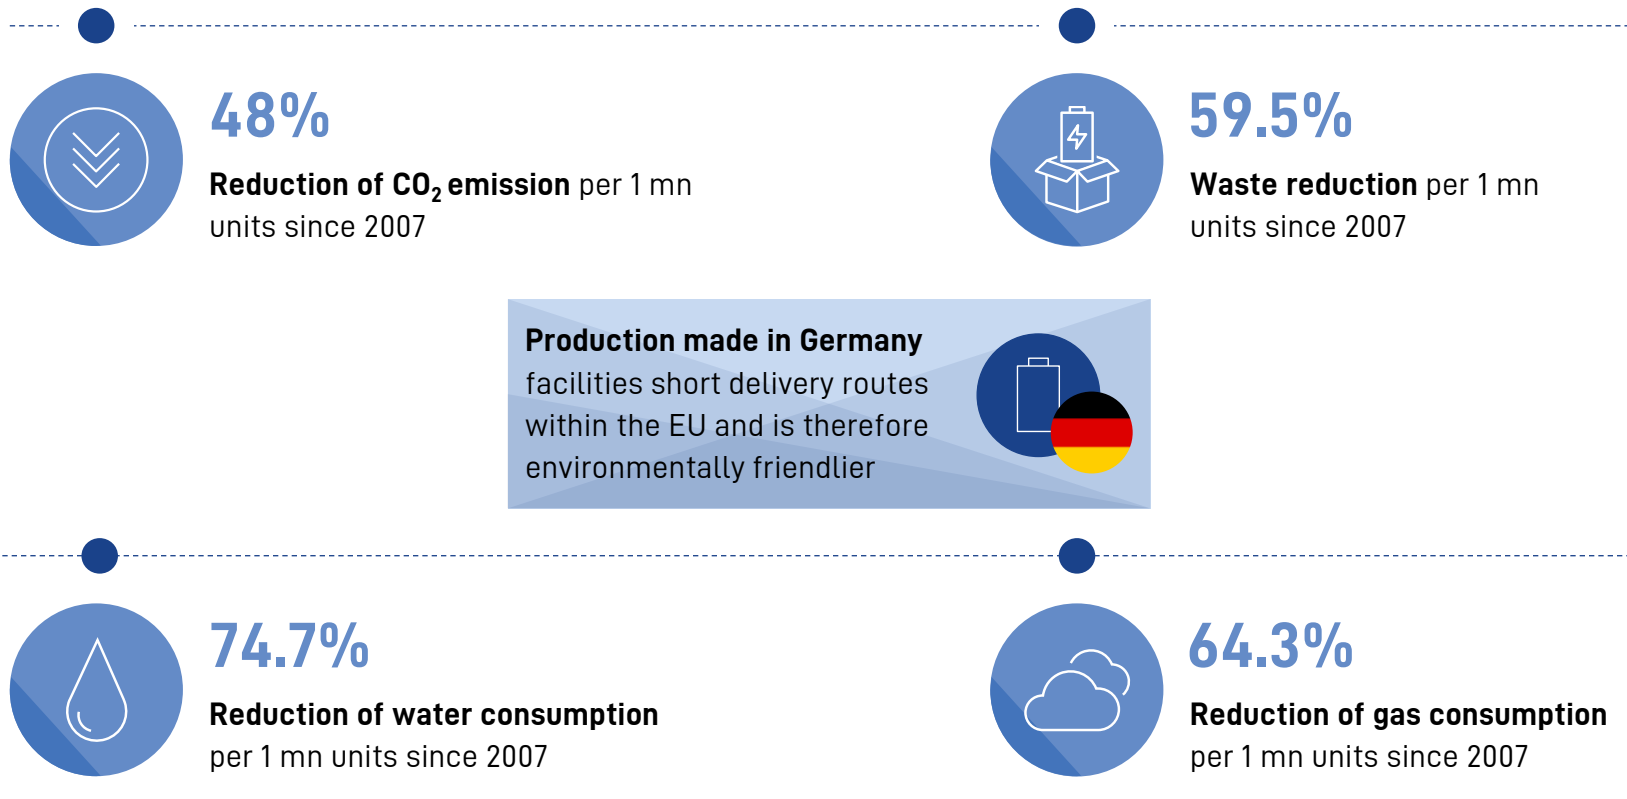 48%
Reduction of CO₂ emission per 1 mn
units since 2007
59.5%
Waste reduction per 1 mn
units since 2007
Production made in Germany
facilities short delivery routes
within the EU and is therefore
environmentally friendlier
74.7%
Reduction of water consumption
per 1 mn units since 2007
64.3%
Reduction of gas consumption
per 1 mn units since 2007